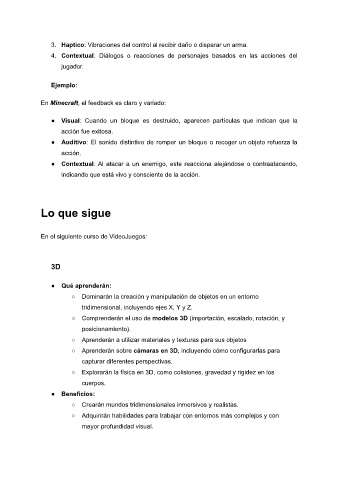 3. Haptico: Vibraciones del control al recibir daño o disparar un arma.
4. Contextual: Diálogos o reacciones de personajes basados en las acciones del
jugador.
Ejemplo:
En Minecraft, el feedback es claro y variado:
● Visual: Cuando un bloque es destruido, aparecen partículas que indican que la
acción fue exitosa.
● Auditivo: El sonido distintivo de romper un bloque o recoger un objeto refuerza la
acción.
● Contextual: Al atacar a un enemigo, este reacciona alejándose o contraatacando,
indicando que está vivo y consciente de la acción.
Lo que sigue
En el siguiente curso de VideoJuegos:
3D
● Qué aprenderán:
○ Dominarán la creación y manipulación de objetos en un entorno
tridimensional, incluyendo ejes X, Y y Z.
○ Comprenderán el uso de modelos 3D (importación, escalado, rotación, y
posicionamiento).
○ Aprenderán a utilizar materiales y texturas para sus objetos
○ Aprenderán sobre cámaras en 3D, incluyendo cómo configurarlas para
capturar diferentes perspectivas.
○ Explorarán la física en 3D, como colisiones, gravedad y rigidez en los
cuerpos.
● Beneficios:
○ Crearán mundos tridimensionales inmersivos y realistas.
○ Adquirirán habilidades para trabajar con entornos más complejos y con
mayor profundidad visual.